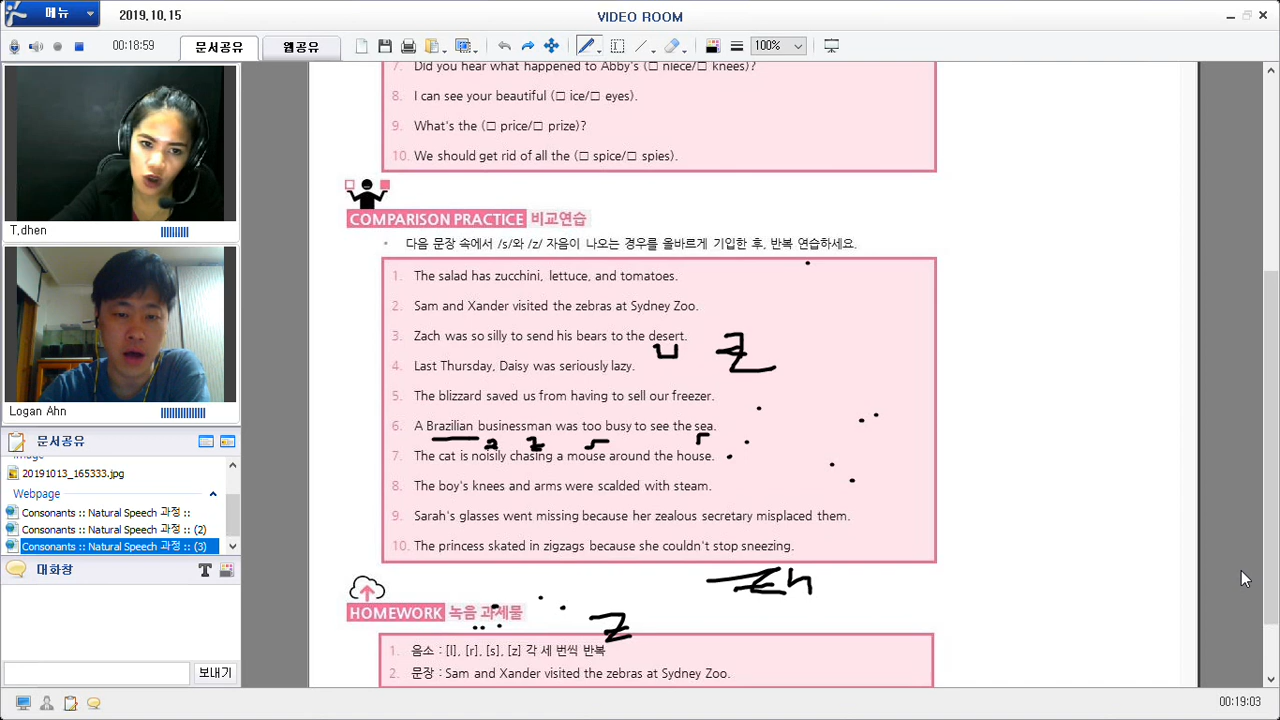 메뉴
2019.10.15
VIDEO ROOM
00:13:59
문서공유
웹공유
100%
T.dhen
Logan Ahn
문서공유
20191013_165333.jpg
Webpage
Consonants :: Natural Speech 과정 ::
Consonants :: Natural Speech 과정 :: (2)
Consonants :: Natural Speech 과정 :: (3)
대화창
T
보내기
7. Did you hear what happened to Abby's (□ niece/□ knees)?
8. I can see your beautiful (□ ice/□ eyes).
9. What's the (□ price/□ prize)?
10. We should get rid of all the (□ spice/□ spies).
COMPARISON PRACTICE 비교연습
• 다음 문장 속에서 /s/와 /z/ 자음이 나오는 경우를 올바르게 기입한 후, 반복 연습하세요.
1. The salad has zucchini, lettuce, and tomatoes.
2. Sam and Xander visited the zebras at Sydney Zoo.
3. Zach was so silly to send his bears to the desert.
4. Last Thursday, Daisy was seriously lazy.
5. The blizzard saved us from having to sell our freezer.
6. A Brazilian businessman was too busy to see the sea.
7. The cat is noisily chasing a mouse around the house.
8. The boy's knees and arms were scalded with steam.
9. Sarah's glasses went missing because her zealous secretary misplaced them.
10. The princess skated in zigzags because she couldn't stop sneezing.
HOMEWORK 녹음 과제물
z
1. 음소 : [l], [r], [s], [z] 각 세 번씩 반복
2. 문장 : Sam and Xander visited the zebras at Sydney Zoo.
00:19:03